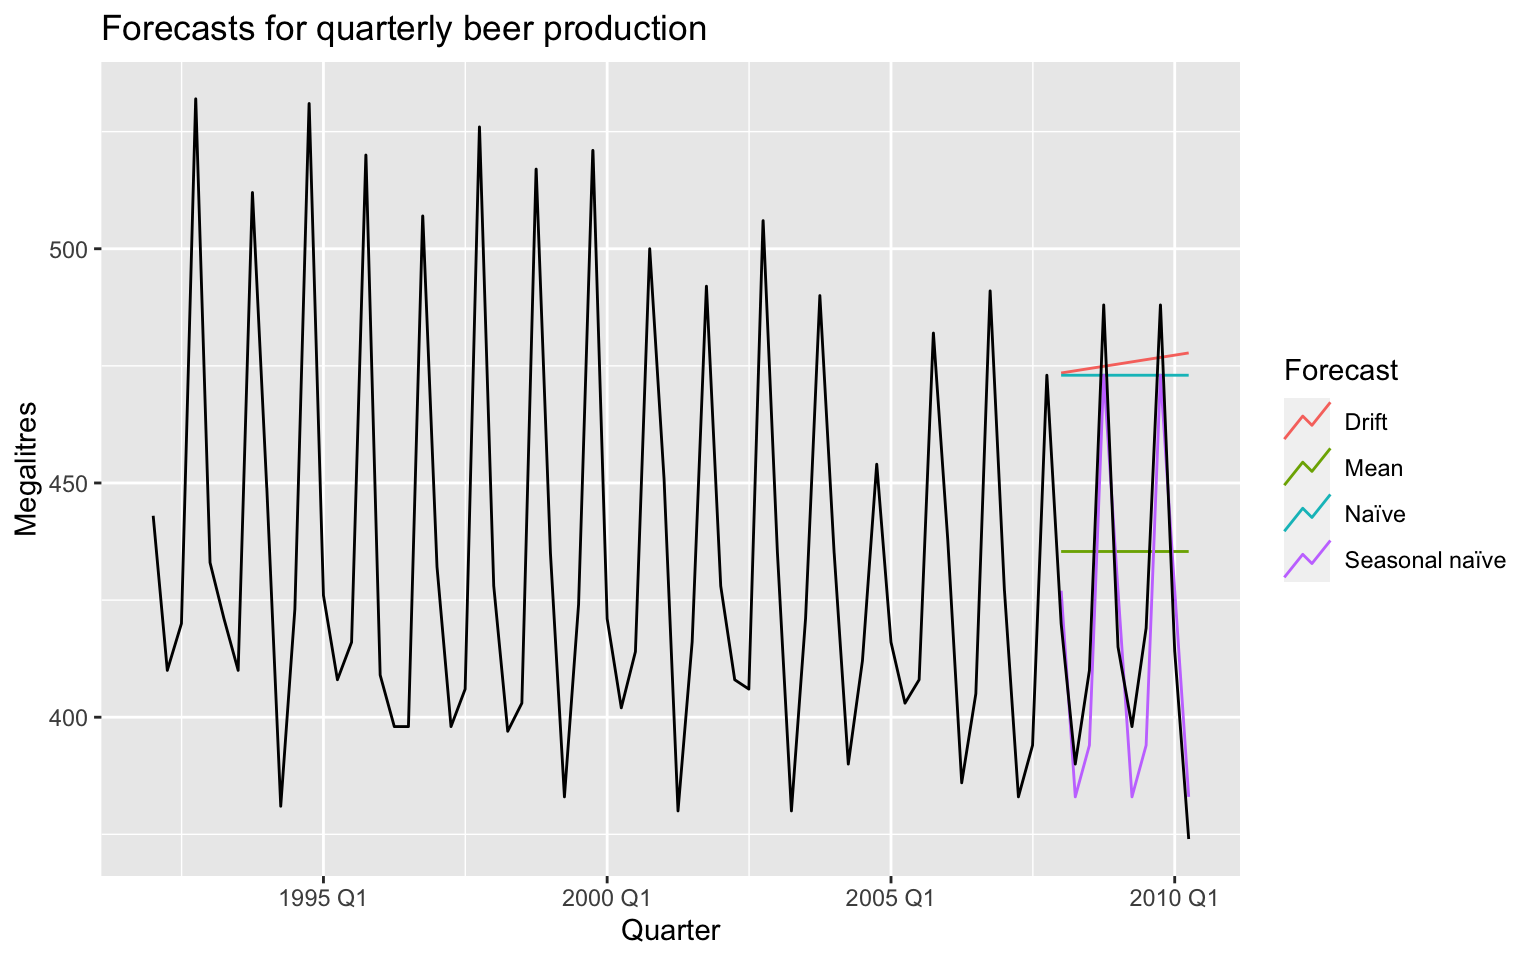 Forecasts for quarterly beer production
Megalitres
500
450
400
1995 Q1
2000 Q1
2005 Q1
2010 Q1
Quarter
Forecast
Drift
Mean
Naïve
Seasonal naïve